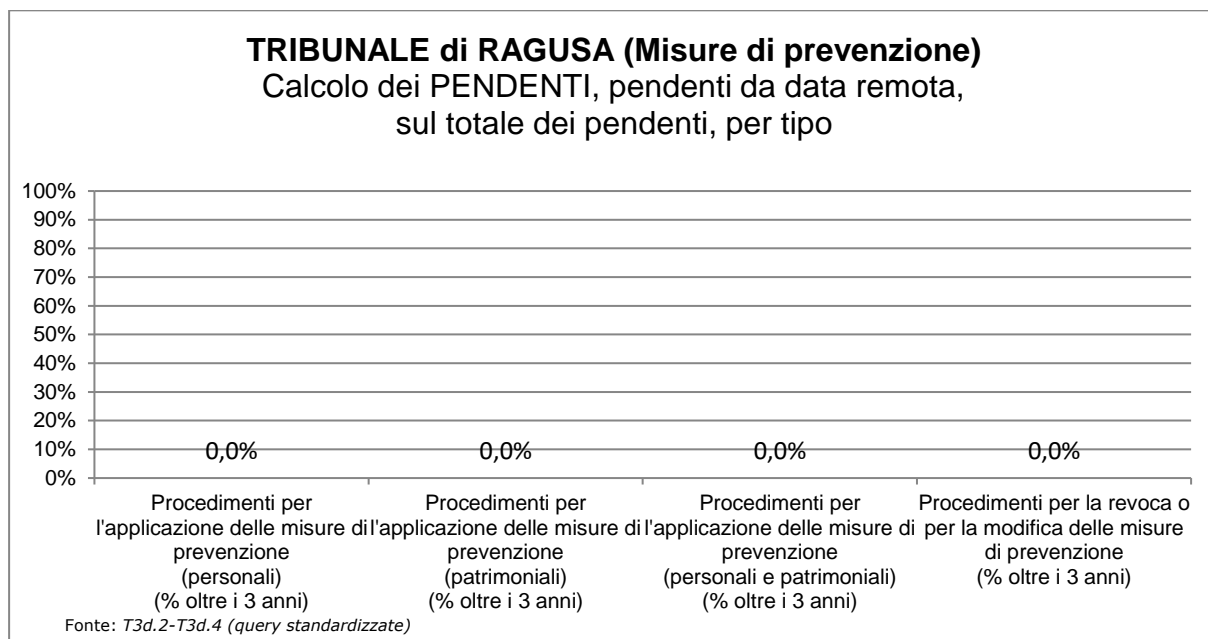 TRIBUNALE di RAGUSA (Misure di prevenzione)
Calcolo dei PENDENTI, pendenti da data remota,
sul totale dei pendenti, per tipo
100%
90%
80%
70%
60%
50%
40%
30%
20%
10%
0%
0,0%
0,0%
0,0%
0,0%
Procedimenti per
l'applicazione delle misure di
prevenzione
(personali)
(% oltre i 3 anni)
Procedimenti per
l'applicazione delle misure di
prevenzione
(patrimoniali)
(% oltre i 3 anni)
Procedimenti per
l'applicazione delle misure di
prevenzione
(personali e patrimoniali)
(% oltre i 3 anni)
Procedimenti per la revoca o
per la modifica delle misure
di prevenzione
(% oltre i 3 anni)
Fonte: T3d.2-T3d.4 (query standardizzate)